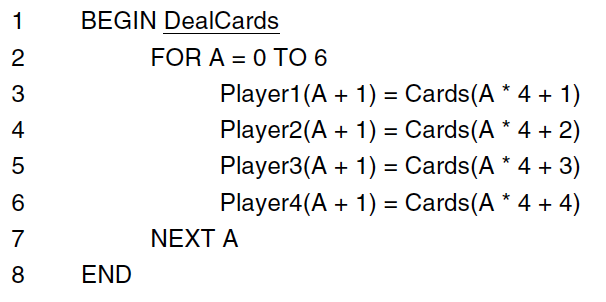 1 BEGIN DealCards
2 FOR A = 0 TO 6
3 Player1(A + 1) = Cards(A * 4 + 1)
4 Player2(A + 1) = Cards(A * 4 + 2)
5 Player3(A + 1) = Cards(A * 4 + 3)
6 Player4(A + 1) = Cards(A * 4 + 4)
7 NEXT A
8 END